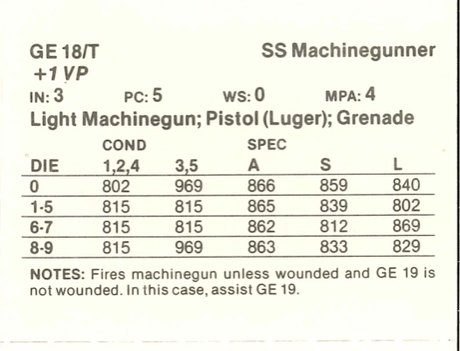 GE 18/T SS Machinegunner
+1 VP
IN: 3 PC: 5 WS: 0 MPA: 4
Light Machinegun; Pistol (Luger); Grenade
COND SPEC
DIE 1,2,4 3,5 A S L
0 802 969 866 859 840
1-5 815 815 865 839 802
6-7 815 815 862 812 869
8-9 815 969 863 833 829
NOTES: Fires machinegun unless wounded and GE 19 is
not wounded. In this case, assist GE 19.